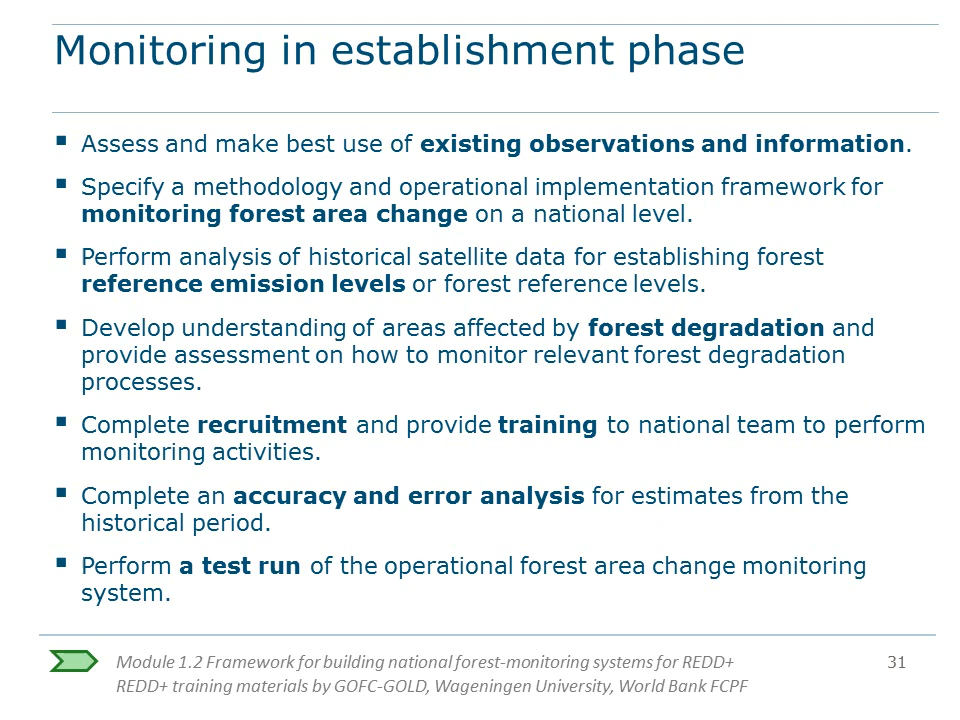 Monitoring in establishment phase
▪ Assess and make best use of existing observations and information.
▪ Specify a methodology and operational implementation framework for
monitoring forest area change on a national level.
▪ Perform analysis of historical satellite data for establishing forest
reference emission levels or forest reference levels.
▪ Develop understanding of areas affected by forest degradation and
provide assessment on how to monitor relevant forest degradation
processes.
▪ Complete recruitment and provide training to national team to perform
monitoring activities.
▪ Complete an accuracy and error analysis for estimates from the
historical period.
▪ Perform a test run of the operational forest area change monitoring
system.
Module 1.2 Framework for building national forest-monitoring systems for REDD+
REDD+ training materials by GOFC-GOLD, Wageningen University, World Bank FCPF
31